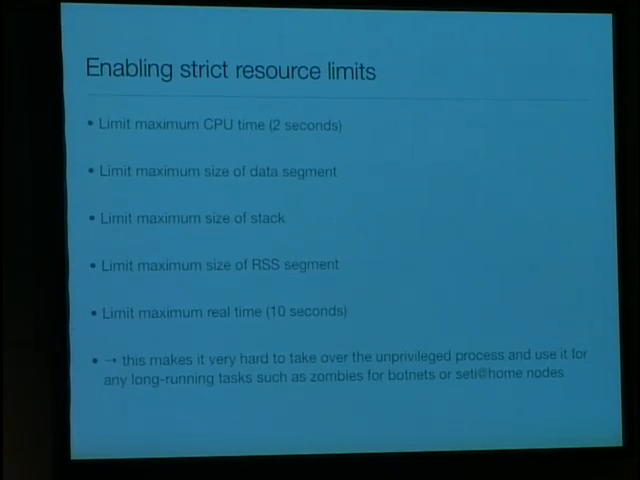 Enabling strict resource limits
• Limit maximum CPU time (2 seconds)
• Limit maximum size of data segment
• Limit maximum size of stack
• Limit maximum size of RSS segment
• Limit maximum real time (10 seconds)
• → this makes it very hard to take over the unprivileged process and use it for
any long-running tasks such as zombies for botnets or seti@home nodes